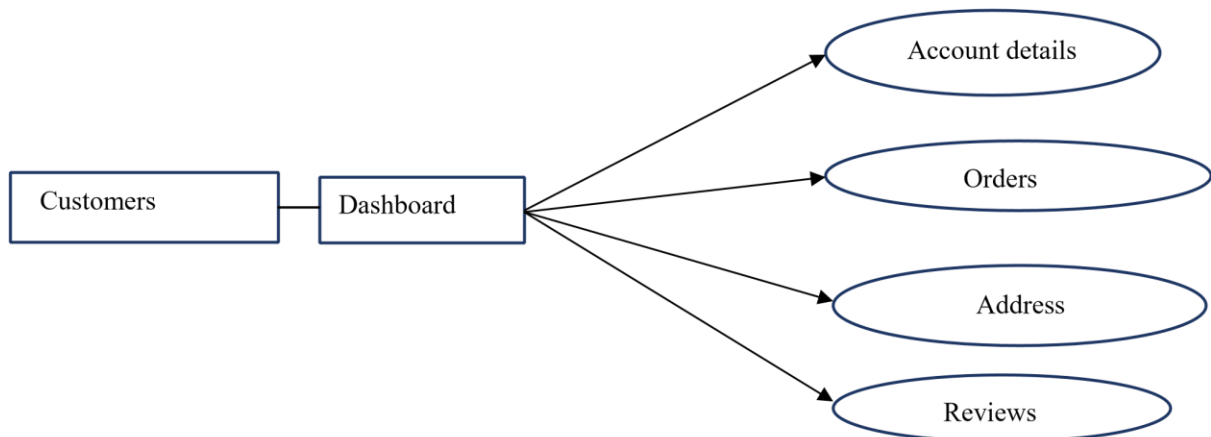 Account details
Customers
Dashboard
Orders
Address
Reviews